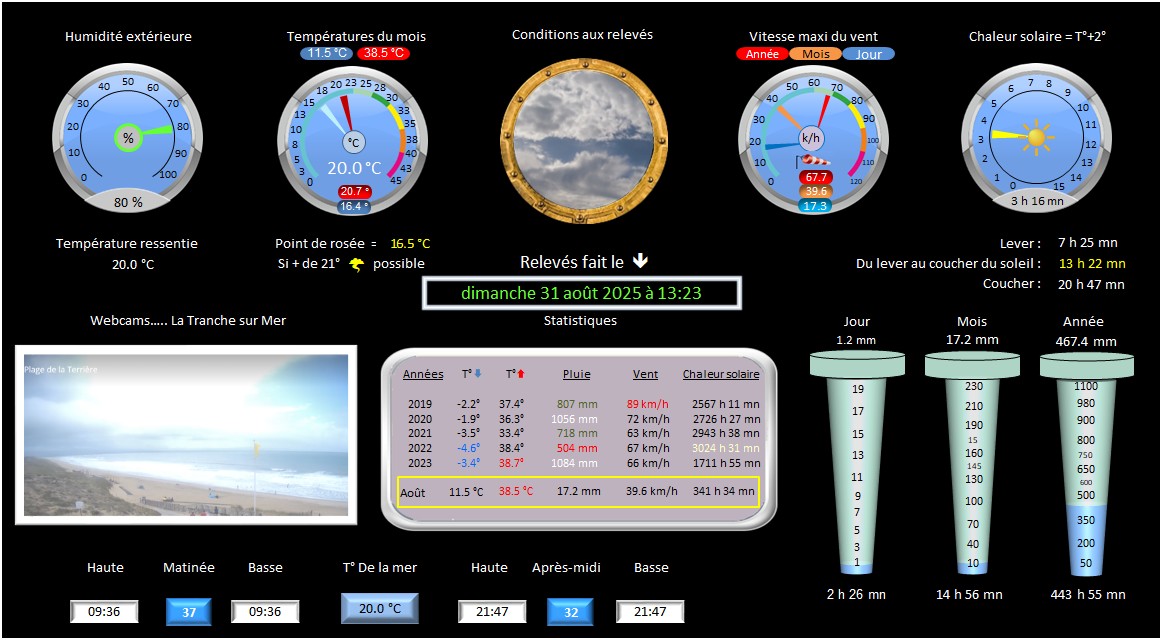 Humidité extérieure
0 10 20 30 40 50 60 70 80 90 100
%
80 %
Températures du mois
11.5 °C 38.5 °C
0 3 5 8 10 13 15 18 20 23 25 28 30 33 35 38 40 43 45
°C
20.0 °C
20.7 °
16.4 °
Conditions aux relevés
Vitesse maxi du vent
Année Mois Jour
0 10 20 30 40 50 60 70 80 90 100 110 120
k/h
67.7
39.6
17.3
Chaleur solaire = T°+2°
0 1 2 3 4 5 6 7 8 9 10 11 12 13 14 15
3 h 16 mn
Température ressentie
20.0 °C
Point de rosée = 16.5 °C
Si + de 21° possible
Relevés fait le
dimanche 31 août 2025 à 13:23
Lever : 7 h 25 mn
Du lever au coucher du soleil : 13 h 22 mn
Coucher : 20 h 47 mn
Webcams..... La Tranche sur Mer
Plage de la Terrière
Statistiques
Années T° T° Pluie Vent Chaleur solaire
2019 -2.2° 37.4° 807 mm 89 km/h 2567 h 11 mn
2020 -1.9° 36.3° 1056 mm 72 km/h 2726 h 27 mn
2021 -3.5° 33.4° 718 mm 63 km/h 2943 h 38 mn
2022 -4.6° 38.4° 504 mm 67 km/h 3024 h 31 mn
2023 -3.4° 38.7° 1084 mm 66 km/h 1711 h 55 mn
Août 11.5 °C 38.5 °C 17.2 mm 39.6 km/h 341 h 34 mn
Jour
1.2 mm
19
17
15
13
11
9
7
5
3
1
2 h 26 mn
Mois
17.2 mm
230
210
190
15
160
145
130
100
70
40
10
14 h 56 mn
Année
467.4 mm
1100
980
900
800
750
650
600
500
350
200
50
443 h 55 mn
Haute Matinée Basse
09:36 37 09:36
T° De la mer
20.0 °C
Haute Après-midi Basse
21:47 32 21:47